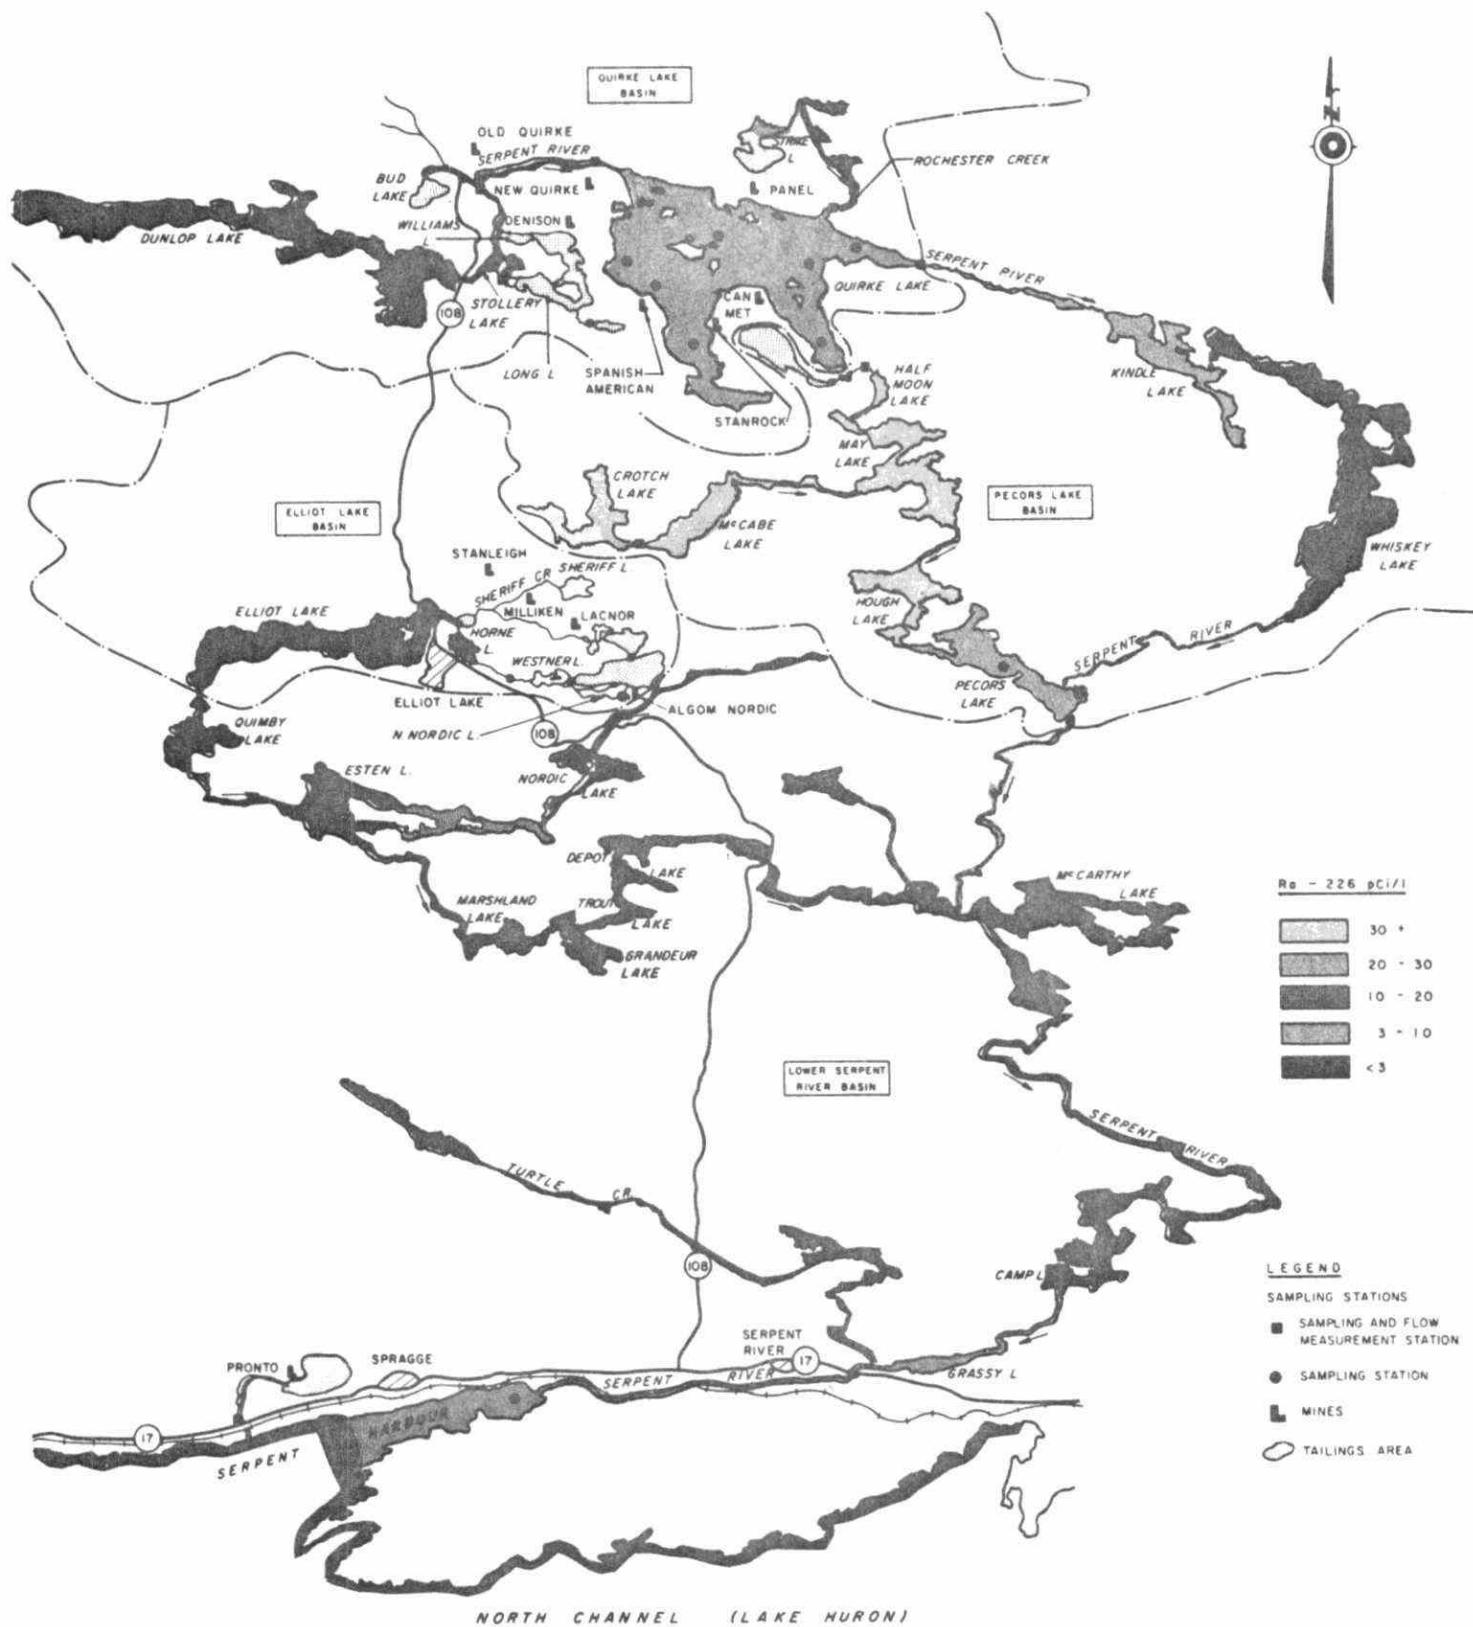 QUIRKE LAKE
BASIN
OLD QUIRKE
SERPENT RIVER
STRIKE
L
ROCHESTER CREEK
BUD
LAKE
NEW QUIRKE
PANEL
WILLIAMS
L
DENISON
DUNLOP LAKE
SERPENT RIVER
QUIRKE LAKE
STOLLERY
LAKE
108
CAN
MET
LONG L
SPANISH
AMERICAN
HALF
MOON
LAKE
KINDLE
LAKE
STANROCK
MAY
LAKE
CROTCH
LAKE
ELLIOT LAKE
BASIN
PECORS LAKE
BASIN
McCABE
LAKE
STANLEIGH
SHERIFF L
SHERIFF CR
WHISKEY
LAKE
MILLIKEN
LACNOR
HOUGH
LAKE
ELLIOT LAKE
HORNE
L
WESTNER L.
SERPENT RIVER
PECORS
LAKE
ELLIOT LAKE
ALGOM NORDIC
N NORDIC L.
108
QUIMBY
LAKE
ESTEN L.
NORDIC
LAKE
DEPOT
LAKE
McCARTHY
LAKE
MARSHLAND
LAKE
TROUT
LAKE
GRANDEUR
LAKE
Ra - 226 pCi/l
30 +
20 - 30
10 - 20
3 - 10
<3
LOWER SERPENT
RIVER BASIN
SERPENT RIVER
TURTLE CR.
108
CAMP L
LEGEND
SAMPLING STATIONS
SAMPLING AND FLOW
MEASUREMENT STATION
SAMPLING STATION
MINES
TAILINGS AREA
SERPENT
RIVER
17
PRONTO
SPRAGGE
SERPENT RIVER
GRASSY L
HARBOUR
17
SERPENT
NORTH CHANNEL (LAKE HURON)